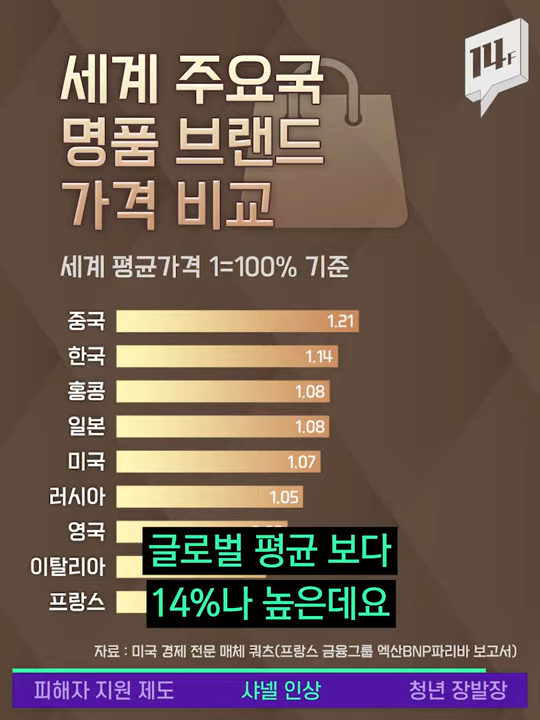 14F
세계 주요국
명품 브랜드
가격 비교
세계 평균가격 1=100% 기준
중국 1.21
한국 1.14
홍콩 1.08
일본 1.08
미국 1.07
러시아 1.05
영국
이탈리아
프랑스
글로벌 평균 보다
14%나 높은데요
자료 : 미국 경제 전문 매체 쿼츠(프랑스 금융그룹 엑산BNP파리바 보고서)
피해자 지원 제도 샤넬 인상 청년 장발장